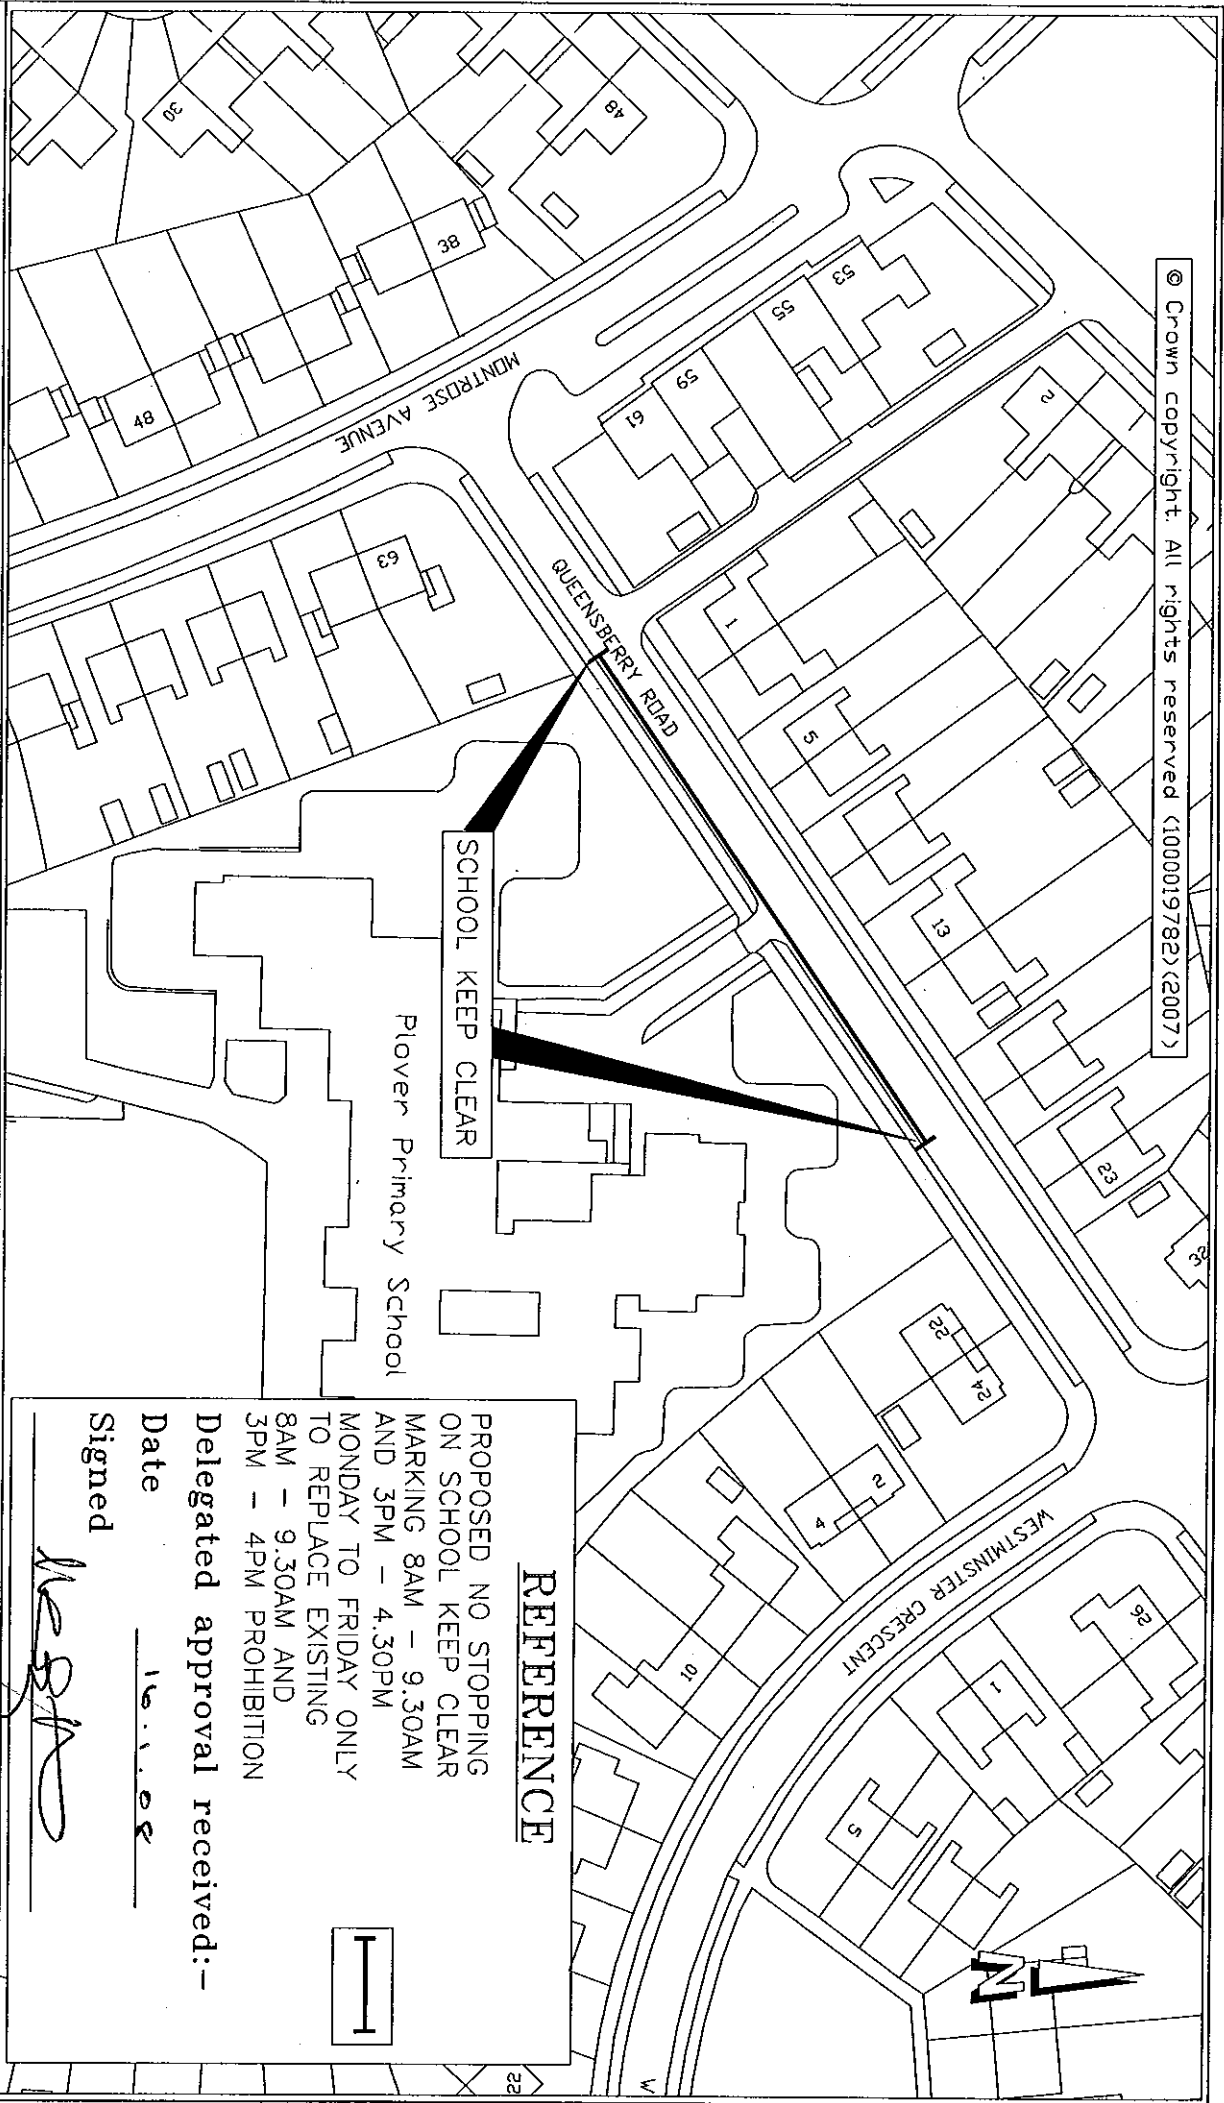 © Crown copyright. All rights reserved (100019782)(2007)
30
48
38
48
MONTROSE AVENUE
53
55
59
61
63
QUEENSBERRY ROAD
2
1
5
13
23
32
22
24
2
4
10
WESTMINSTER CRESCENT
26
1
5
22
W
N
SCHOOL KEEP CLEAR
Plover Primary School
REFERENCE
PROPOSED NO STOPPING
ON SCHOOL KEEP CLEAR
MARKING 8AM - 9.30AM
AND 3PM - 4.30PM
MONDAY TO FRIDAY ONLY
TO REPLACE EXISTING
8AM - 9.30AM AND
3PM - 4PM PROHIBITION
Delegated approval received:-
Date 16.1.08
Signed